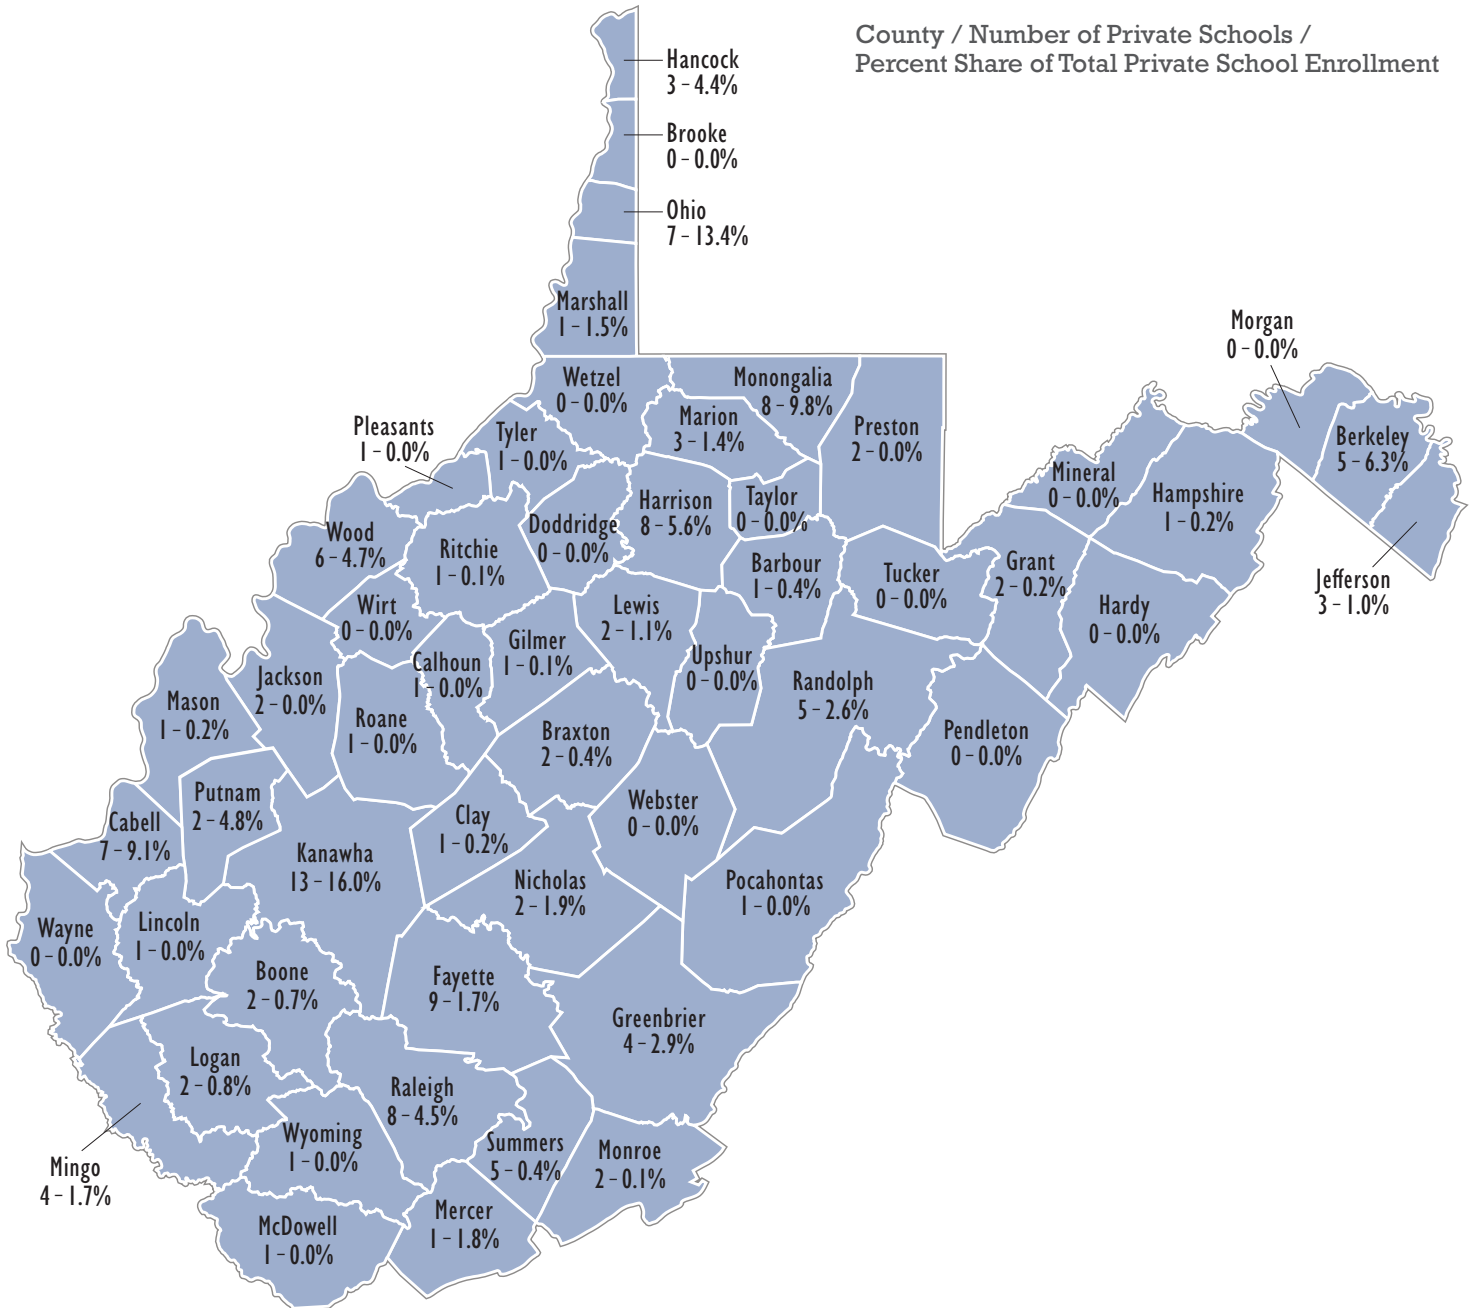 County / Number of Private Schools /
Percent Share of Total Private School Enrollment
Hancock
3 – 4.4%
Brooke
0 – 0.0%
Ohio
7 – 13.4%
Marshall
1 – 1.5%
Morgan
0 – 0.0%
Wetzel
0 – 0.0%
Monongalia
8 – 9.8%
Marion
3 – 1.4%
Preston
2 – 0.0%
Pleasants
1 – 0.0%
Tyler
1 – 0.0%
Berkeley
5 – 6.3%
Mineral
0 – 0.0%
Hampshire
1 – 0.2%
Harrison
8 – 5.6%
Taylor
0 – 0.0%
Doddridge
0 – 0.0%
Wood
6 – 4.7%
Ritchie
1 – 0.1%
Barbour
1 – 0.4%
Tucker
0 – 0.0%
Grant
2 – 0.2%
Jefferson
3 – 1.0%
Wirt
0 – 0.0%
Lewis
2 – 1.1%
Hardy
0 – 0.0%
Gilmer
1 – 0.1%
Calhoun
1 – 0.0%
Upshur
0 – 0.0%
Jackson
2 – 0.0%
Randolph
5 – 2.6%
Mason
1 – 0.2%
Roane
1 – 0.0%
Braxton
2 – 0.4%
Pendleton
0 – 0.0%
Putnam
2 – 4.8%
Webster
0 – 0.0%
Cabell
7 – 9.1%
Clay
1 – 0.2%
Kanawha
13 – 16.0%
Nicholas
2 – 1.9%
Pocahontas
1 – 0.0%
Wayne
0 – 0.0%
Lincoln
1 – 0.0%
Boone
2 – 0.7%
Fayette
9 – 1.7%
Greenbrier
4 – 2.9%
Logan
2 – 0.8%
Raleigh
8 – 4.5%
Wyoming
1 – 0.0%
Summers
5 – 0.4%
Monroe
2 – 0.1%
Mingo
4 – 1.7%
Mercer
1 – 1.8%
McDowell
1 – 0.0%